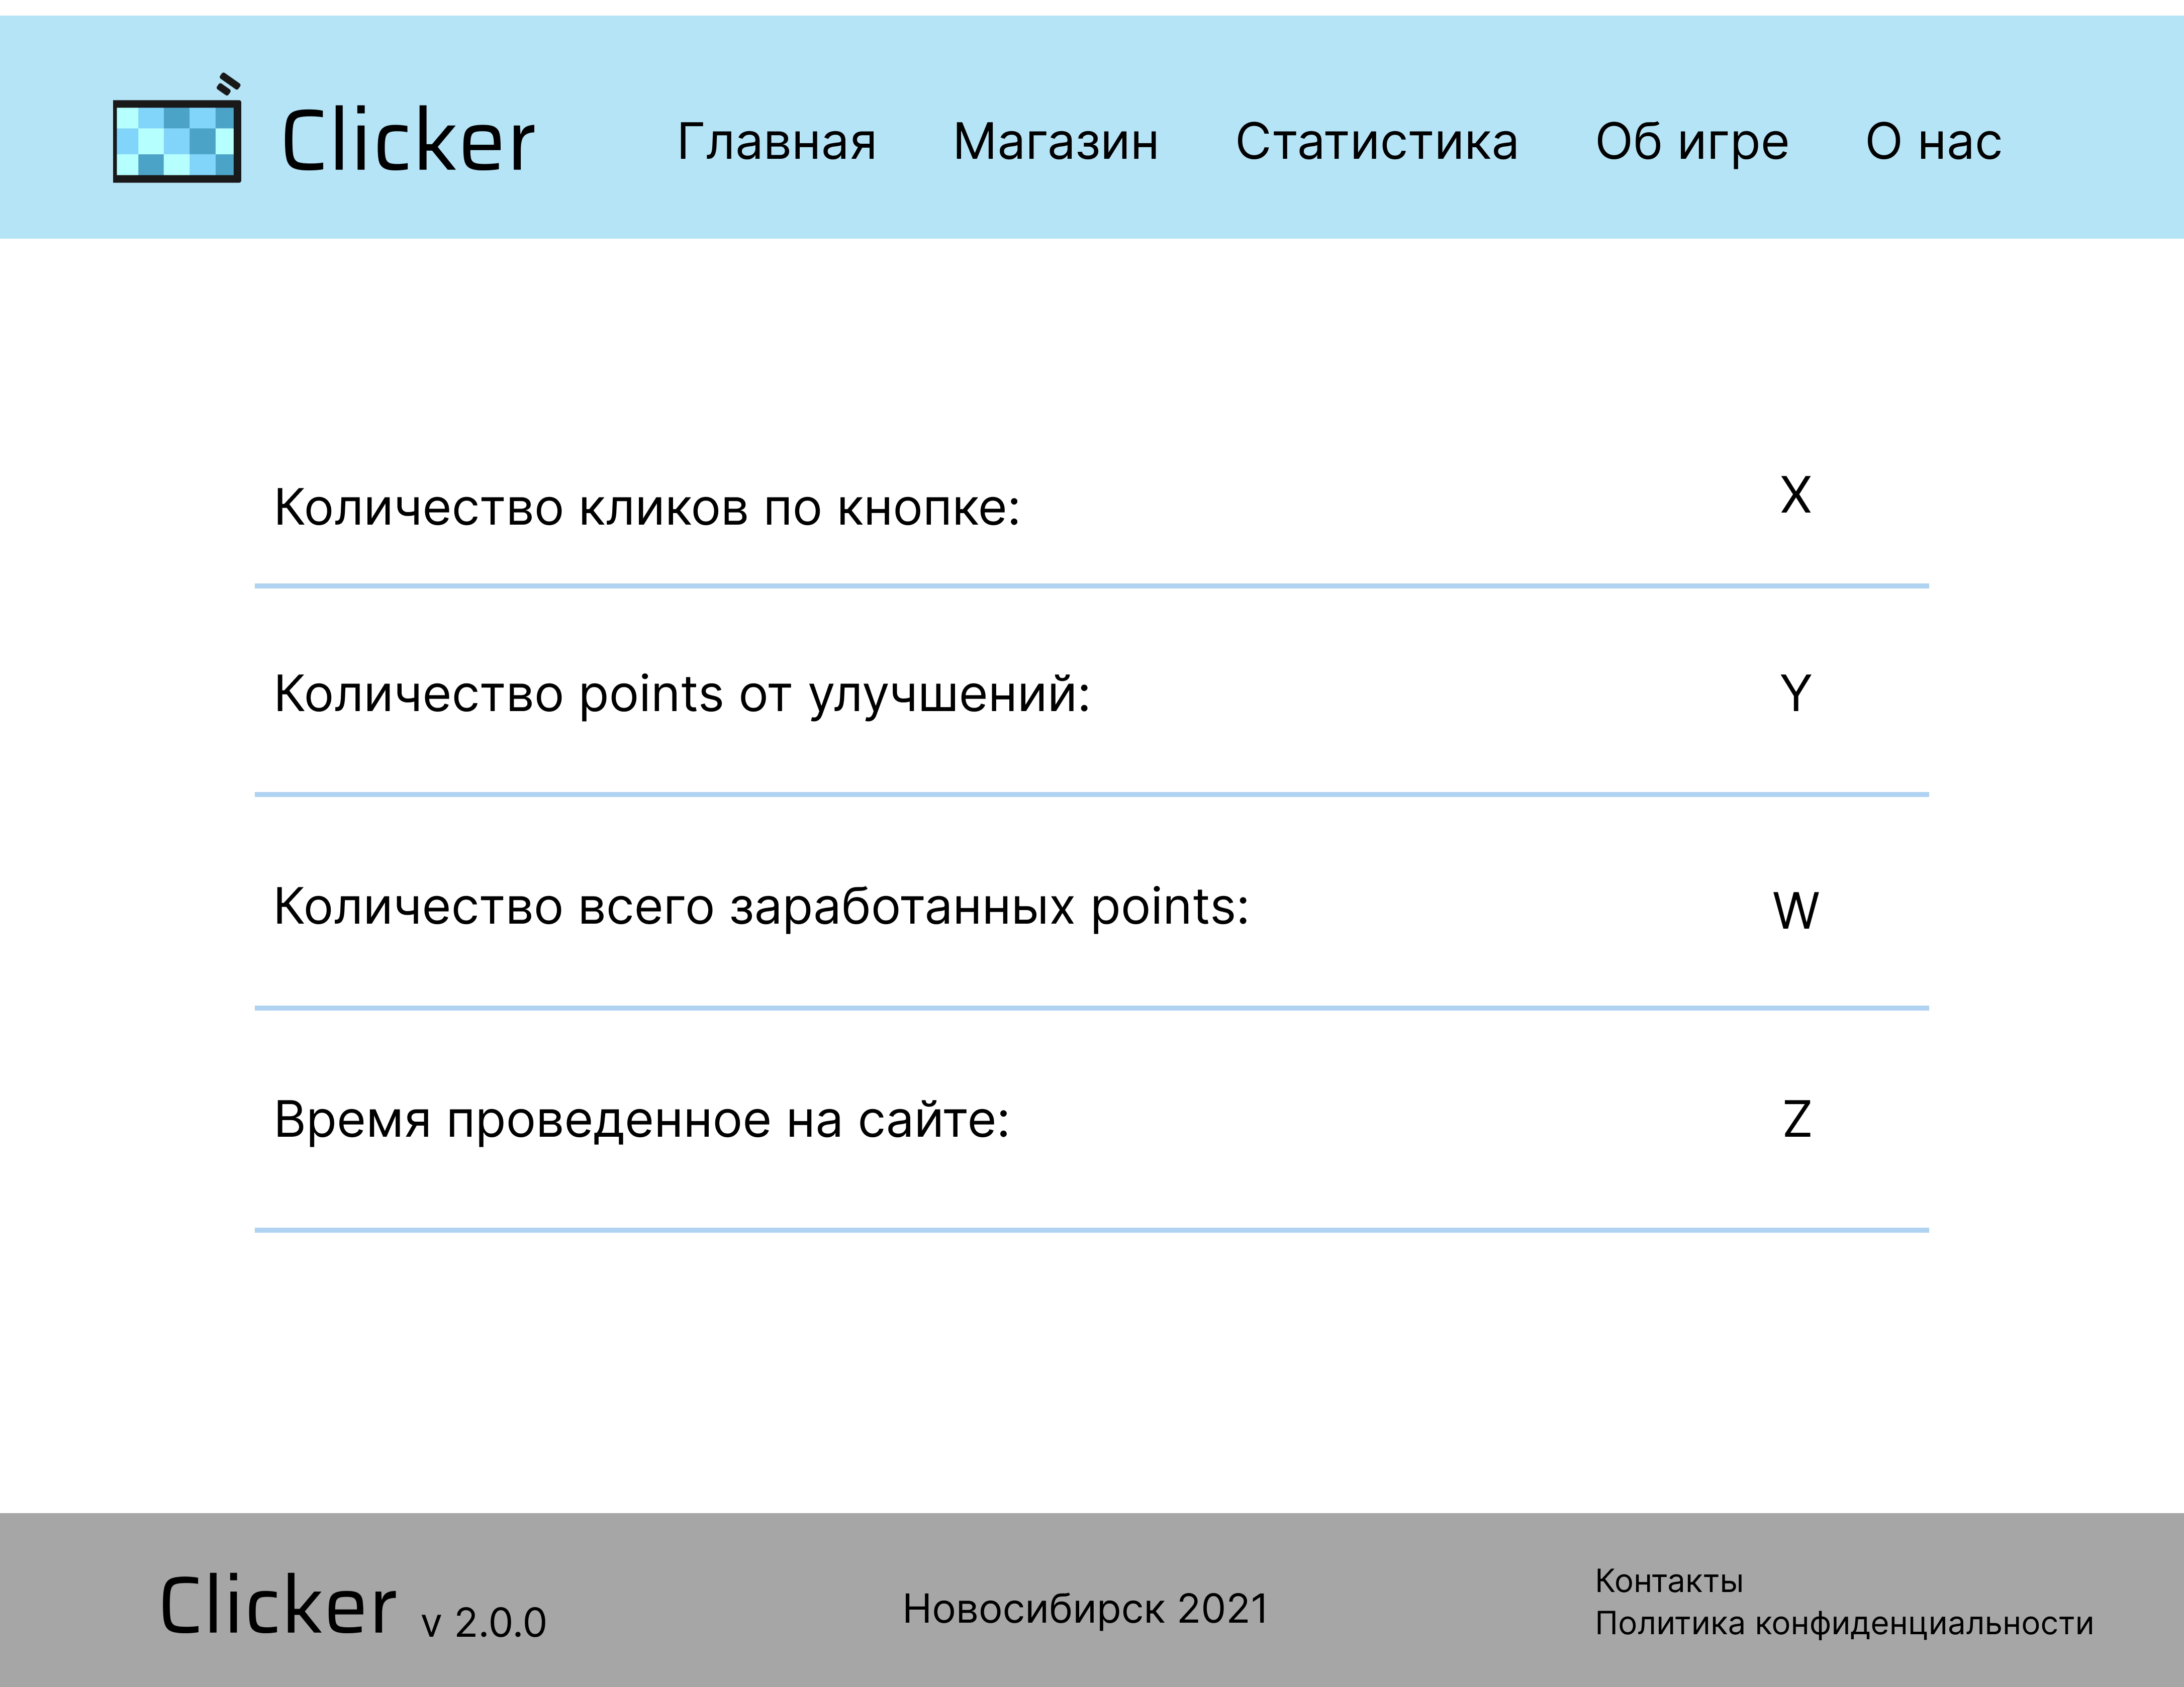 Clicker Главная Магазин Статистика Об игре О нас
Количество кликов по кнопке: X
Количество points от улучшений: Y
Количество всего заработанных points: W
Время проведенное на сайте: Z
Clicker v 2.0.0
Новосибирск 2021
Контакты
Политика конфиденциальности